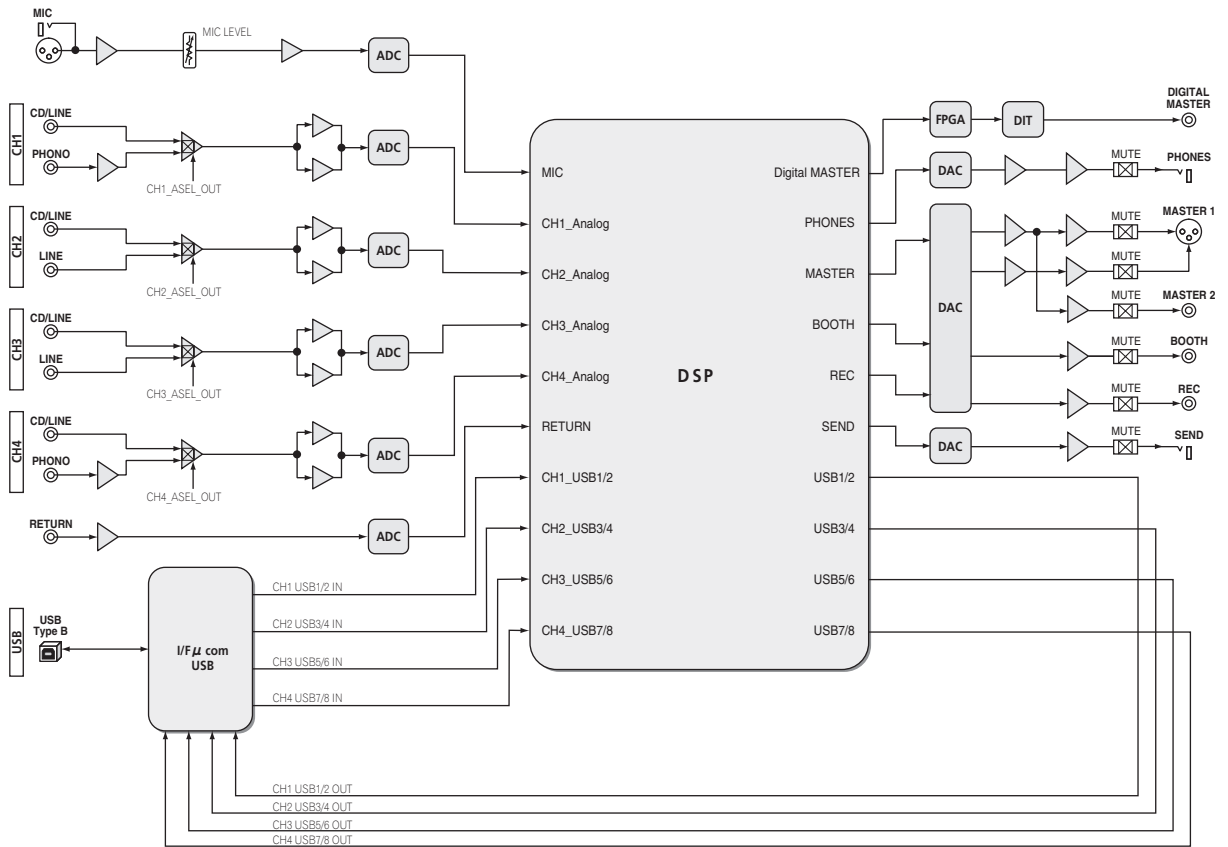 MIC
MIC LEVEL
ADC
CH1
CD/LINE
PHONO
CH1_ASEL_OUT
ADC
CH2
CD/LINE
LINE
CH2_ASEL_OUT
ADC
CH3
CD/LINE
LINE
CH3_ASEL_OUT
ADC
CH4
CD/LINE
PHONO
CH4_ASEL_OUT
ADC
RETURN
ADC
USB
USB
Type B
I/F μ com
USB
CH1 USB1/2 IN
CH2 USB3/4 IN
CH3 USB5/6 IN
CH4 USB7/8 IN
CH1 USB1/2 OUT
CH2 USB3/4 OUT
CH3 USB5/6 OUT
CH4 USB7/8 OUT
DSP
MIC
CH1_Analog
CH2_Analog
CH3_Analog
CH4_Analog
RETURN
CH1_USB1/2
CH2_USB3/4
CH3_USB5/6
CH4_USB7/8
Digital MASTER
PHONES
MASTER
BOOTH
REC
SEND
USB1/2
USB3/4
USB5/6
USB7/8
FPGA
DIT
DIGITAL
MASTER
DAC
MUTE
PHONES
DAC
MUTE
MASTER 1
MUTE
MUTE
MASTER 2
MUTE
BOOTH
MUTE
REC
DAC
MUTE
SEND